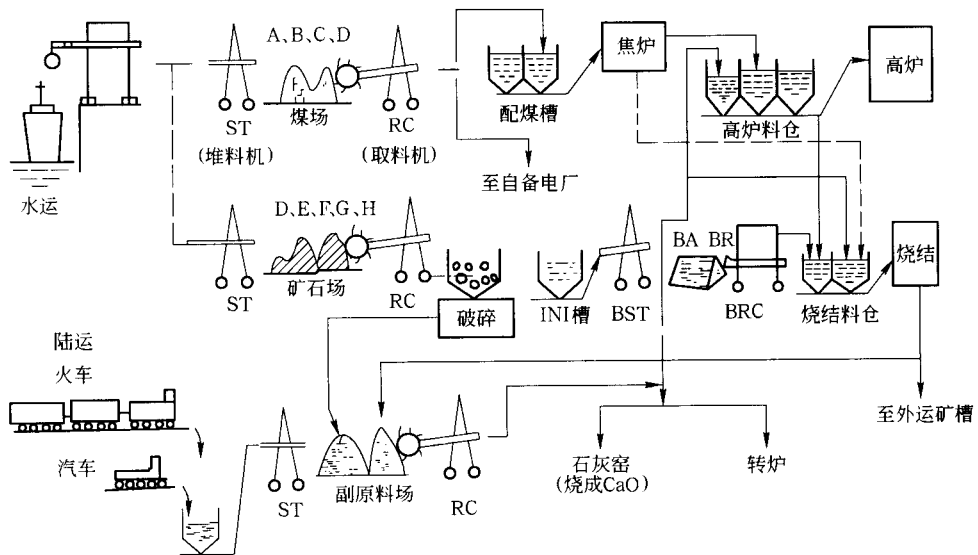 A、B、C、D
焦炉
高炉
ST
煤场
RC
配煤槽
高炉料仓
(堆料机)
(取料机)
水运
至自备电厂
D、E、F、G、H
BA
BR
烧结
ST
矿石场
RC
破碎
INI槽
BST
BRC
烧结料仓
陆运
火车
至外运矿槽
汽车
石灰窑
(烧成CaO)
转炉
ST
副原料场
RC